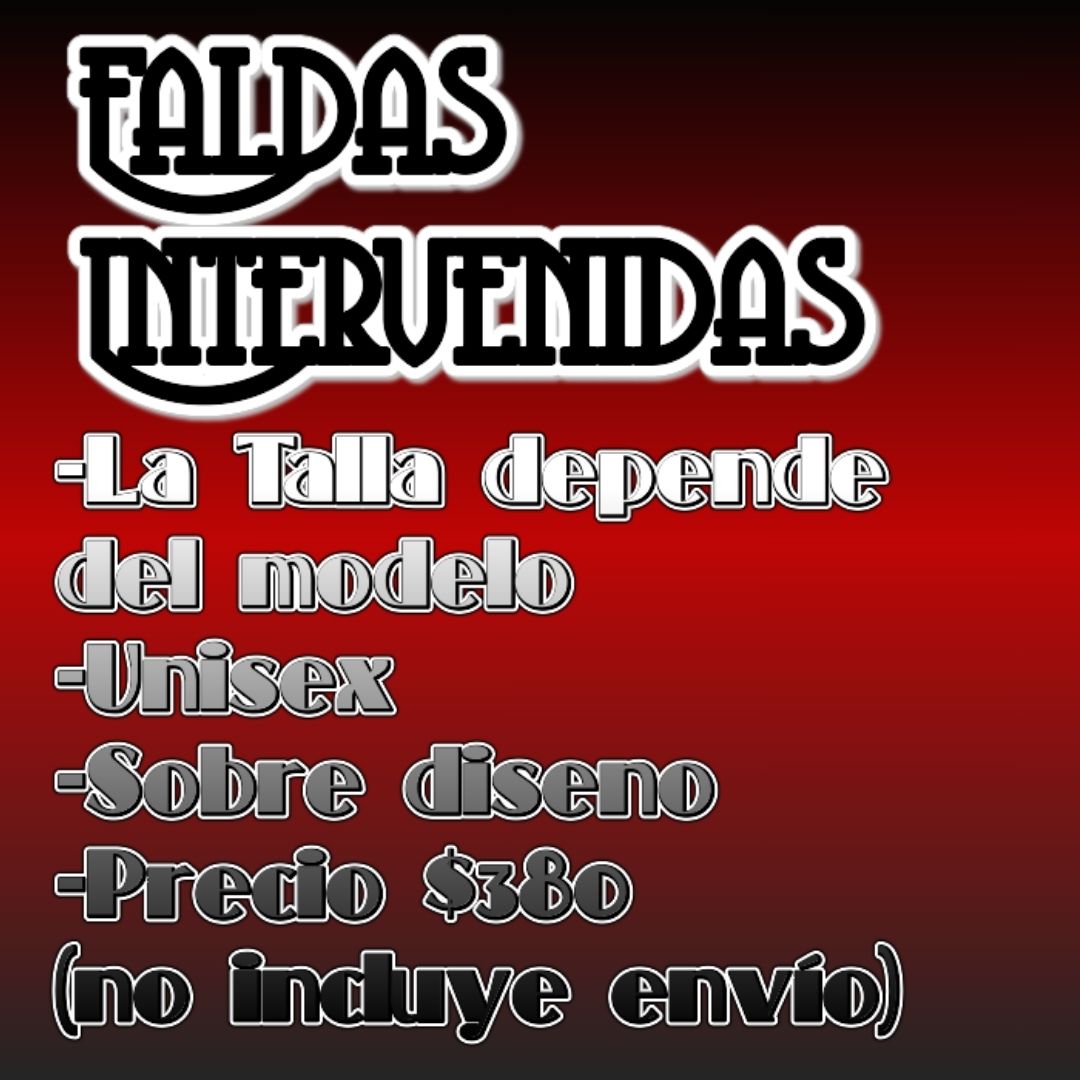 FALDAS
INTERVENIDAS
-La Talla depende
del modelo
-Unisex
-Sobre diseno
-Precio $380
(no incluye envío)